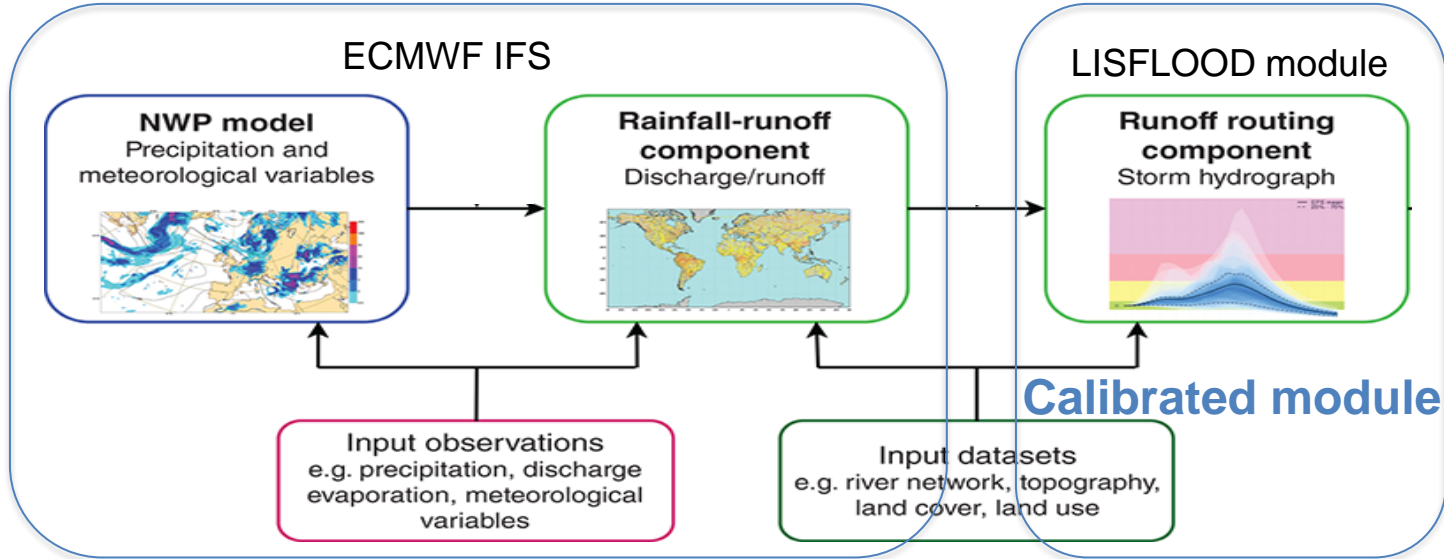 ECMWF IFS
LISFLOOD module
NWP model
Precipitation and
meteorological variables
Rainfall-runoff
component
Discharge/runoff
Runoff routing
component
Storm hydrograph
Calibrated module
Input observations
e.g. precipitation, discharge
evaporation, meteorological
variables
Input datasets
e.g. river network, topography,
land cover, land use